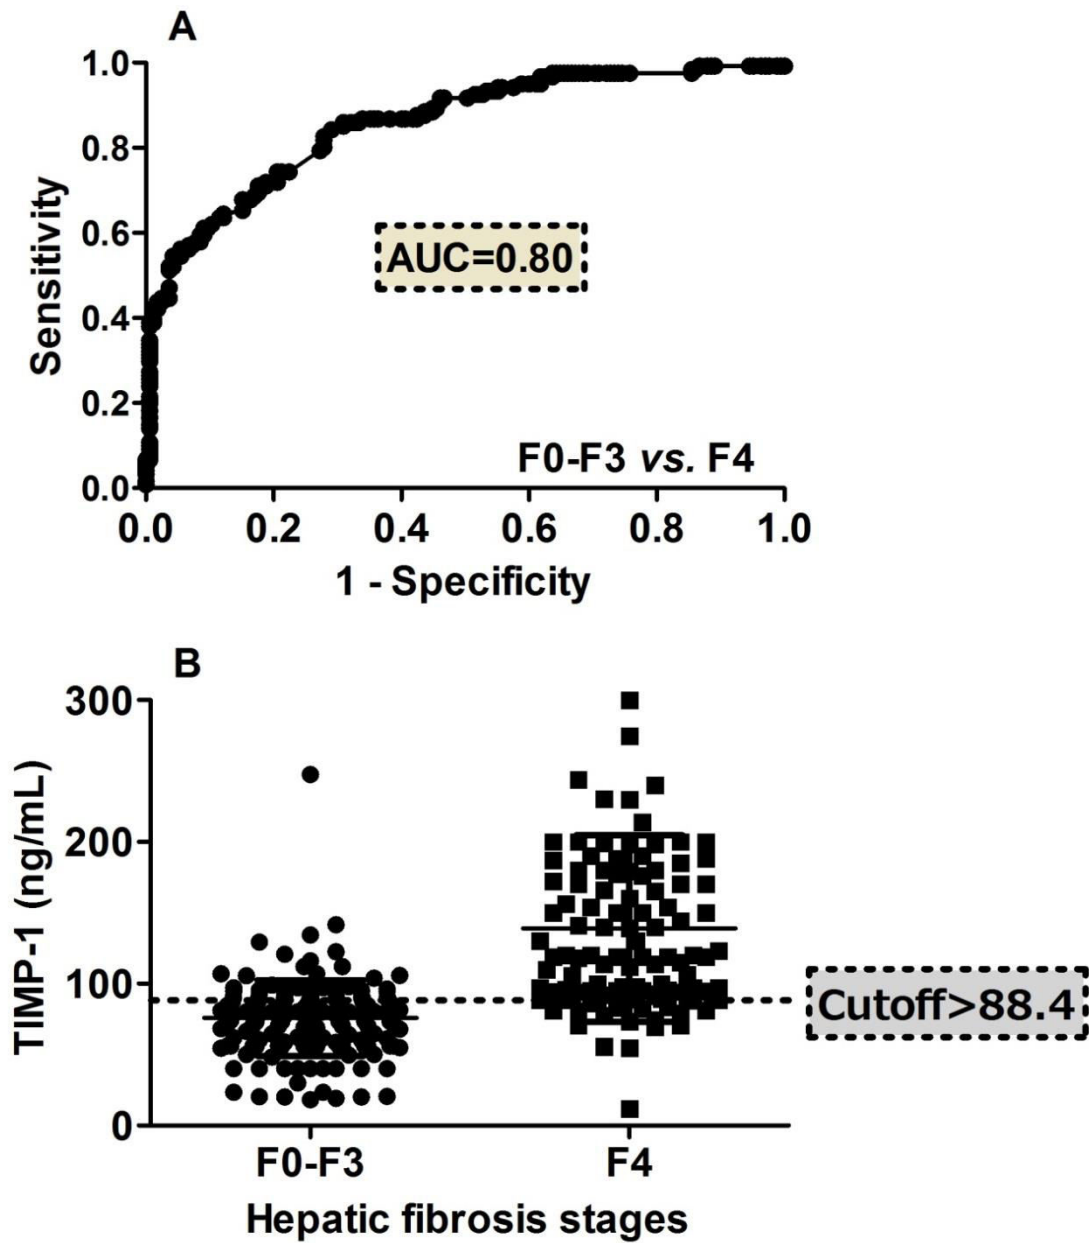 A
1.0
0.8
0.6
0.4
0.2
0.0
Sensitivity
AUC=0.80
F0-F3 vs. F4
0.0 0.2 0.4 0.6 0.8 1.0
1 - Specificity
B
300
200
100
0
TIMP-1 (ng/mL)
Cutoff>88.4
F0-F3 F4
Hepatic fibrosis stages